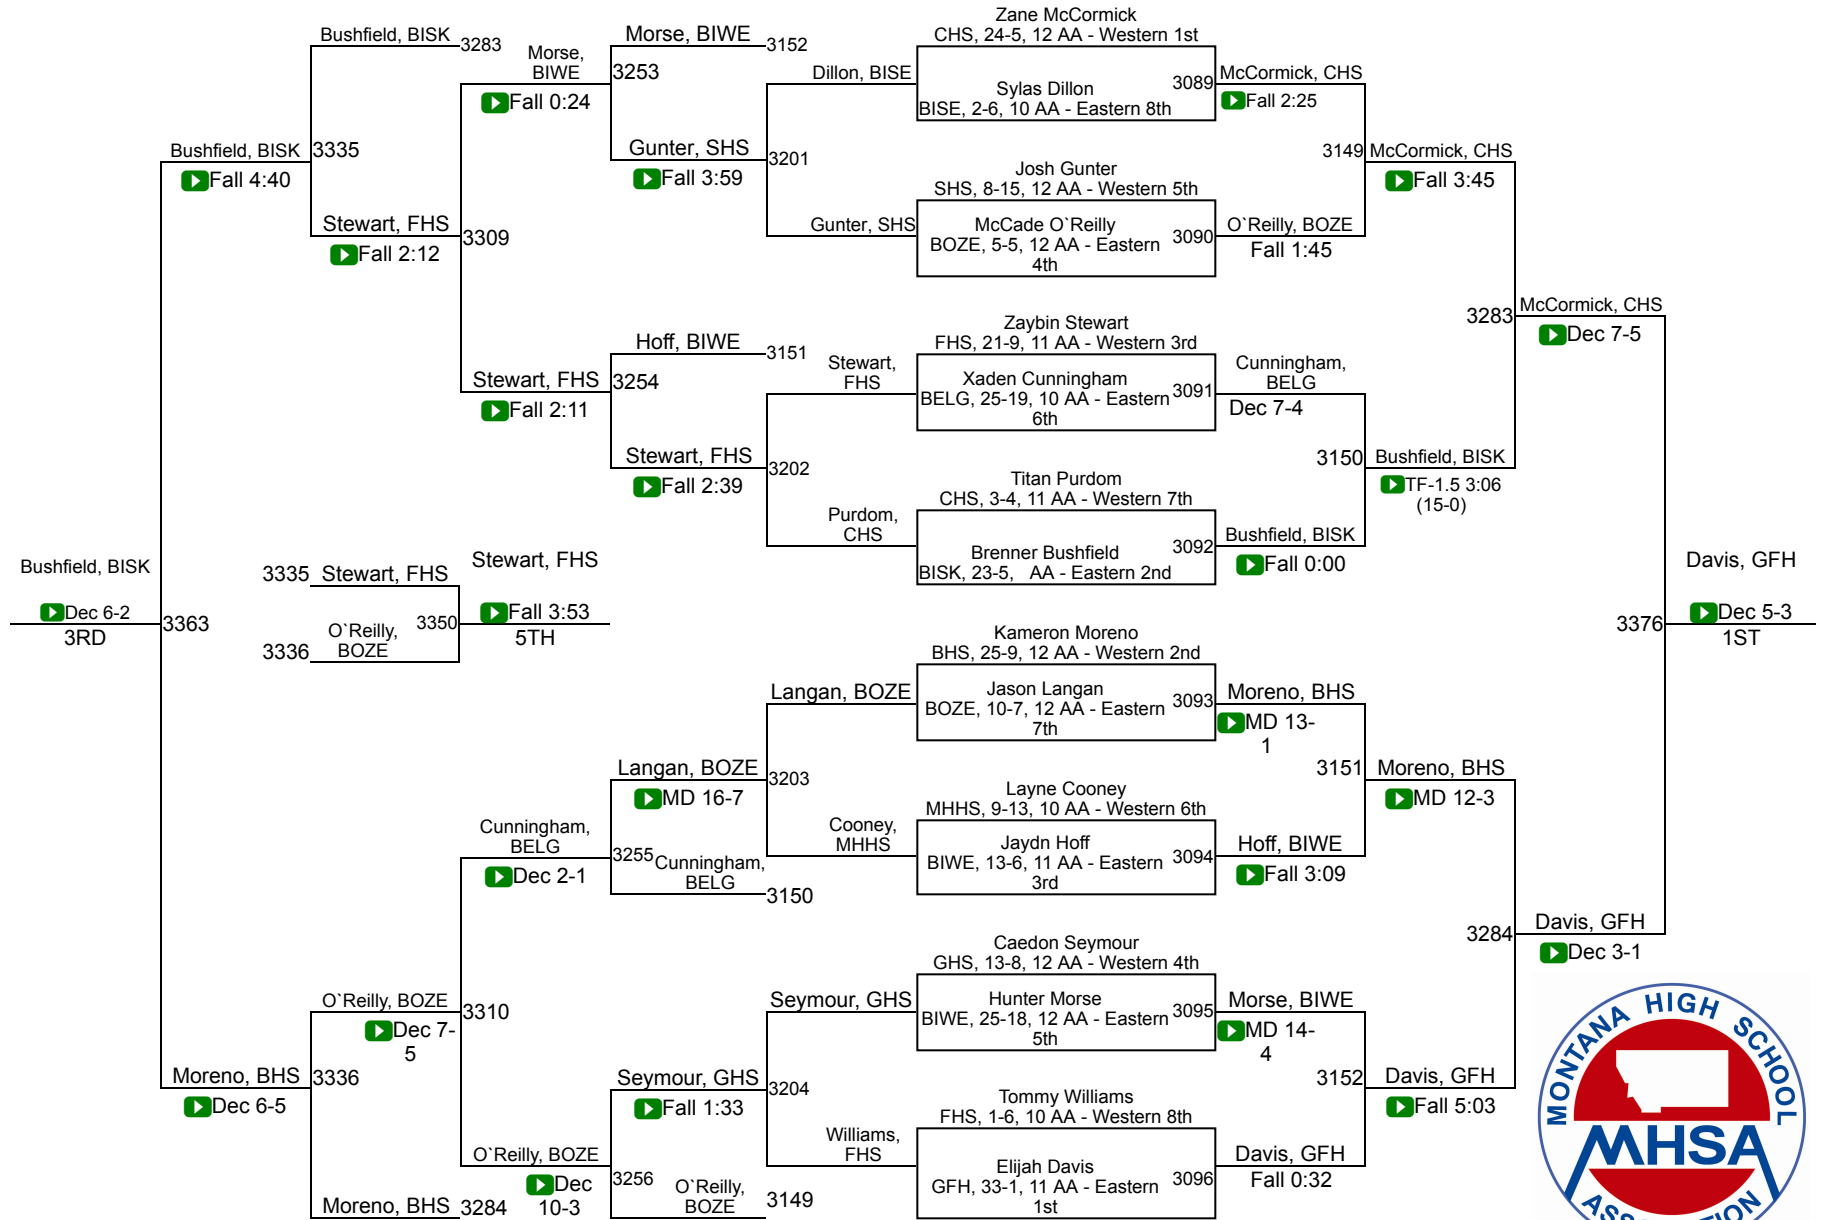 Zane McCormick
CHS, 24-5, 12 AA - Western 1st
Bushfield, BISK
3283
Morse, BIWE
3152
Morse,
BIWE
3253
Fall 0:24
Dillon, BISE
Sylas Dillon
BISE, 2-6, 10 AA - Eastern 8th
3089
McCormick, CHS
Fall 2:25
Bushfield, BISK
3335
Fall 4:40
Gunter, SHS
3201
Fall 3:59
Josh Gunter
SHS, 8-15, 12 AA - Western 5th
3149
McCormick, CHS
Fall 3:45
Stewart, FHS
3309
Fall 2:12
Gunter, SHS
McCade O`Reilly
BOZE, 5-5, 12 AA - Eastern
4th
3090
O`Reilly, BOZE
Fall 1:45
3283
McCormick, CHS
Dec 7-5
Zaybin Stewart
FHS, 21-9, 11 AA - Western 3rd
Hoff, BIWE
3151
Stewart,
FHS
Xaden Cunningham
BELG, 25-19, 10 AA - Eastern
6th
3091
Cunningham,
BELG
Dec 7-4
Stewart, FHS
3254
Fall 2:11
Stewart, FHS
3202
Fall 2:39
Titan Purdom
CHS, 3-4, 11 AA - Western 7th
3150
Bushfield, BISK
TF-1.5 3:06
(15-0)
Purdom,
CHS
Brenner Bushfield
BISK, 23-5, AA - Eastern 2nd
3092
Bushfield, BISK
Fall 0:00
Bushfield, BISK
Dec 6-2
3RD
3363
3335
Stewart, FHS
Stewart, FHS
3350
Fall 3:53
5TH
3336
O`Reilly,
BOZE
Davis, GFH
3376
Dec 5-3
1ST
Kameron Moreno
BHS, 25-9, 12 AA - Western 2nd
Langan, BOZE
Jason Langan
BOZE, 10-7, 12 AA - Eastern
7th
3093
Moreno, BHS
MD 13-
1
Langan, BOZE
3203
MD 16-7
Layne Cooney
MHHS, 9-13, 10 AA - Western 6th
3151
Moreno, BHS
MD 12-3
Cunningham,
BELG
3255
Dec 2-1
Cunningham,
BELG
3150
Cooney,
MHHS
Jaydn Hoff
BIWE, 13-6, 11 AA - Eastern
3rd
3094
Hoff, BIWE
Fall 3:09
3284
Davis, GFH
Dec 3-1
Caedon Seymour
GHS, 13-8, 12 AA - Western 4th
O`Reilly, BOZE
3310
Dec 7-
5
Seymour, GHS
Hunter Morse
BIWE, 25-18, 12 AA - Eastern
5th
3095
Morse, BIWE
MD 14-
4
Moreno, BHS
3336
Dec 6-5
Seymour, GHS
3204
Fall 1:33
Tommy Williams
FHS, 1-6, 10 AA - Western 8th
3152
Davis, GFH
Fall 5:03
Williams,
FHS
Elijah Davis
GFH, 33-1, 11 AA - Eastern
1st
3096
Davis, GFH
Fall 0:32
O`Reilly, BOZE
3256
Dec
10-3
O`Reilly,
BOZE
3149
Moreno, BHS
3284
MONTANA HIGH SCHOOL
MHSA
ASSOCIATION